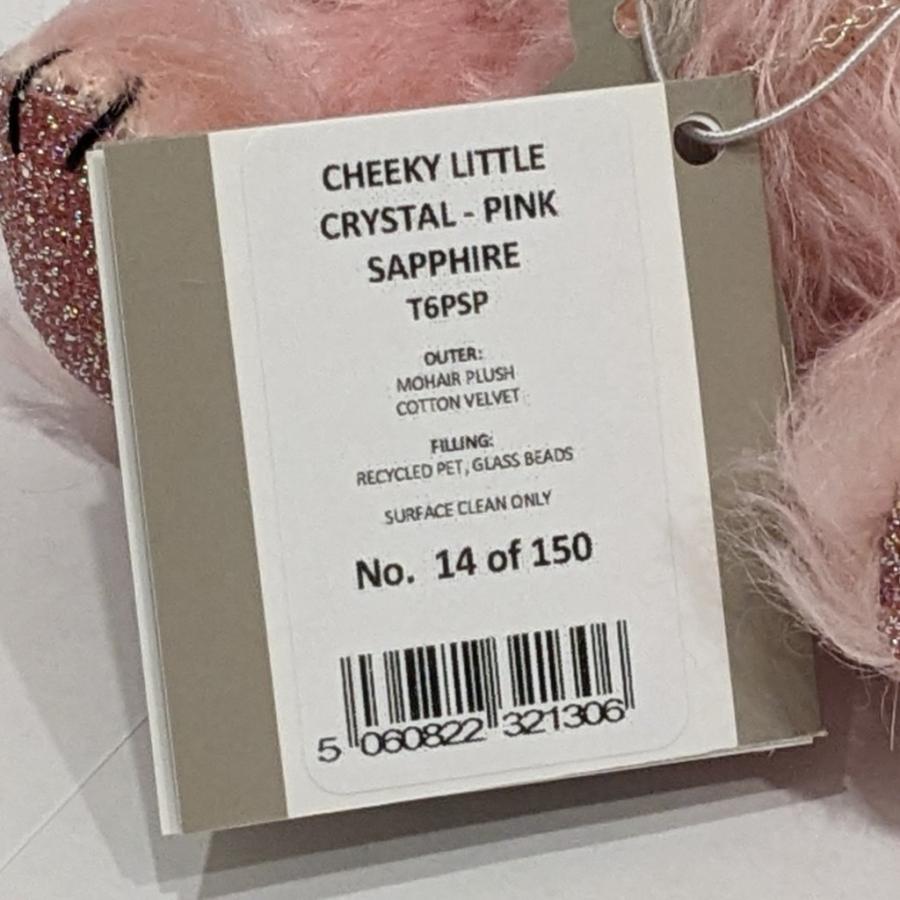 CHEEKY LITTLE
CRYSTAL - PINK
SAPPHIRE
T6PSP
OUTER:
MOHAIR PLUSH
COTTON VELVET
FILLING:
RECYCLED PET, GLASS BEADS
SURFACE CLEAN ONLY
No. 14 of 150
5 060822 321306